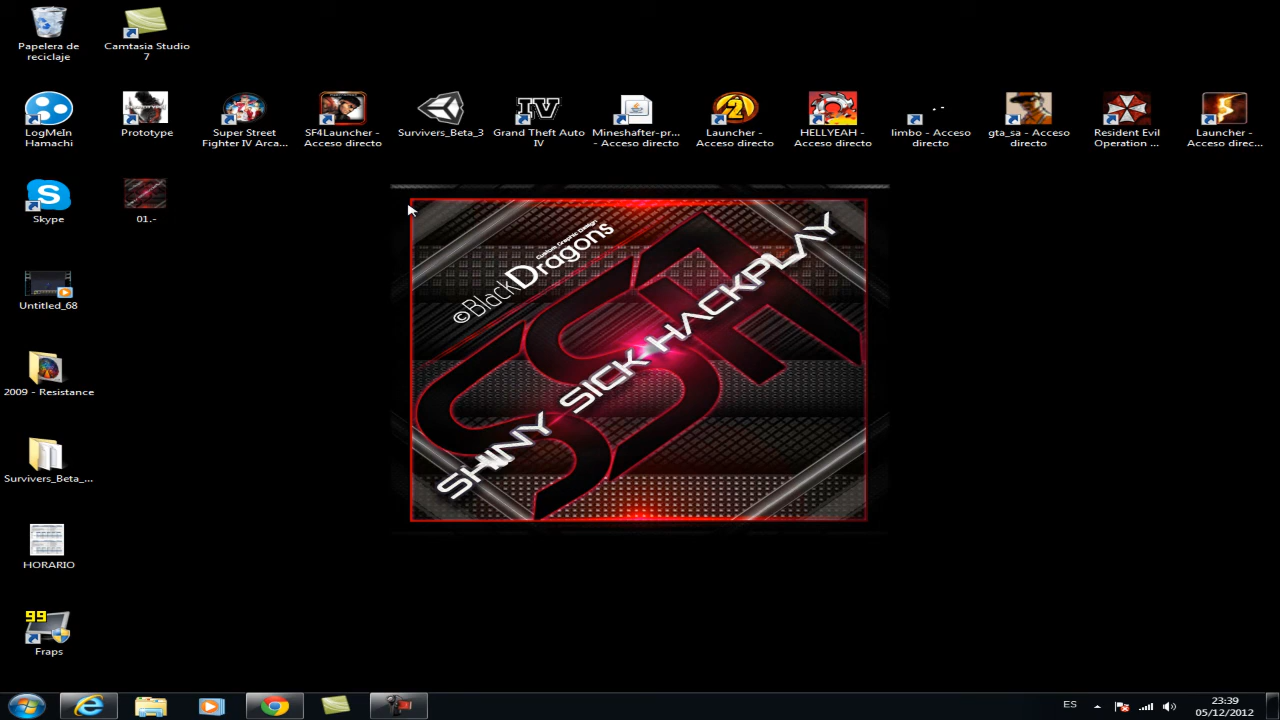 Papelera de
reciclaje
Camtasia Studio
7
LogMeIn
Hamachi
Prototype
Super Street
Fighter IV Arca...
SF4Launcher -
Acceso directo
Survivers_Beta_3
IV
Grand Theft Auto
IV
Mineshafter-pr...
- Acceso directo
2
Launcher -
Acceso directo
HELLYEAH -
Acceso directo
limbo - Acceso
directo
gta_sa - Acceso
directo
Resident Evil
Operation ...
Launcher -
Acceso direc...
S
Skype
01.-
Custom Graphic Design
©BlackDragons
SHINY SICK HACKPLAY
Untitled_68
2009 - Resistance
Survivers_Beta_...
HORARIO
99
Fraps
ES
23:39
05/12/2012